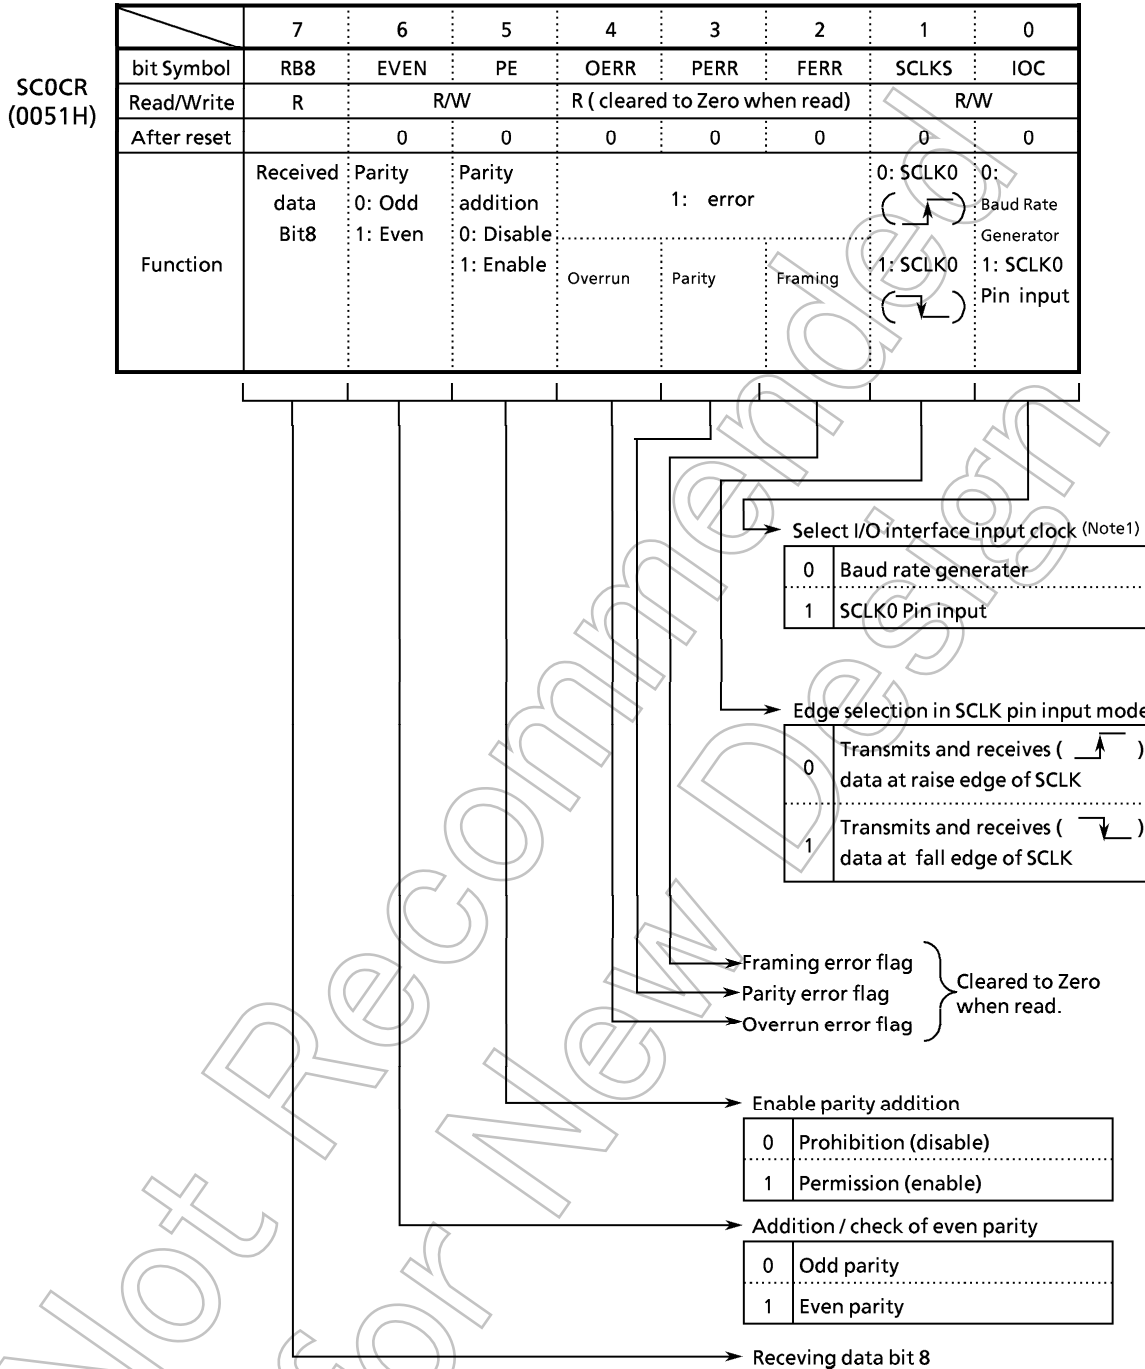 7 6 5 4 3 2 1 0
bit Symbol RB8 EVEN PE OERR PERR FERR SCLKS IOC
SC0CR
(0051H)
Read/Write R R/W R ( cleared to Zero when read) R/W
After reset 0 0 0 0 0 0 0
Function
Received
data
Bit8
Parity
0: Odd
1: Even
Parity
addition
0: Disable
1: Enable
1: error
Overrun
Parity
Framing
0: SCLK0
( )
1: SCLK0
( )
0:
Baud Rate
Generator
1: SCLK0
Pin input
Select I/O interface input clock (Note1)
0 Baud rate generater
1 SCLK0 Pin input
Edge selection in SCLK pin input mode
0 Transmits and receives ( )
data at raise edge of SCLK
1 Transmits and receives ( )
data at fall edge of SCLK
Framing error flag
Parity error flag
Overrun error flag
Cleared to Zero
when read.
Enable parity addition
0 Prohibition (disable)
1 Permission (enable)
Addition / check of even parity
0 Odd parity
1 Even parity
Receving data bit 8
Not Recommended
for New Design